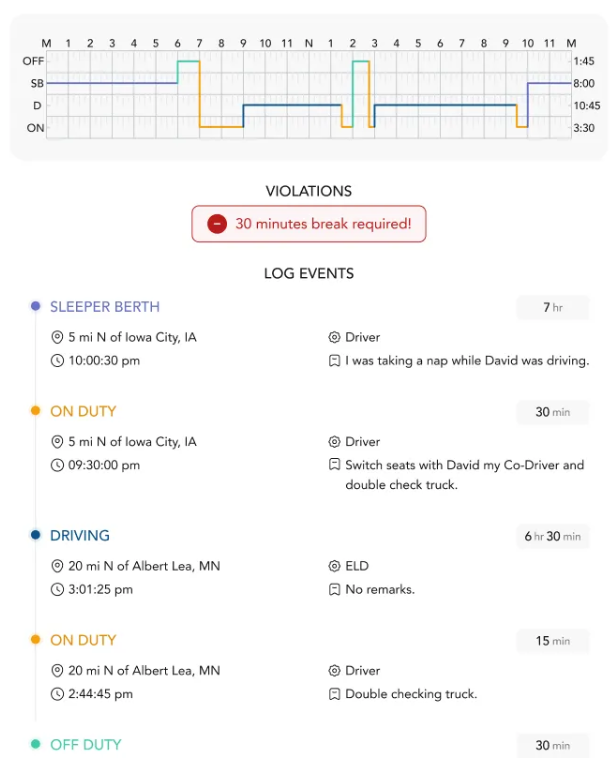 M 1 2 3 4 5 6 7 8 9 10 11 N 1 2 3 4 5 6 7 8 9 10 11 M
OFF 1:45
SB 8:00
D 10:45
ON 3:30
VIOLATIONS
30 minutes break required!
LOG EVENTS
SLEEPER BERTH 7 hr
5 mi N of Iowa City, IA Driver
10:00:30 pm I was taking a nap while David was driving.
ON DUTY 30 min
5 mi N of Iowa City, IA Driver
09:30:00 pm Switch seats with David my Co-Driver and
double check truck.
DRIVING 6 hr 30 min
20 mi N of Albert Lea, MN ELD
3:01:25 pm No remarks.
ON DUTY 15 min
20 mi N of Albert Lea, MN Driver
2:44:45 pm Double checking truck.
OFF DUTY 30 min